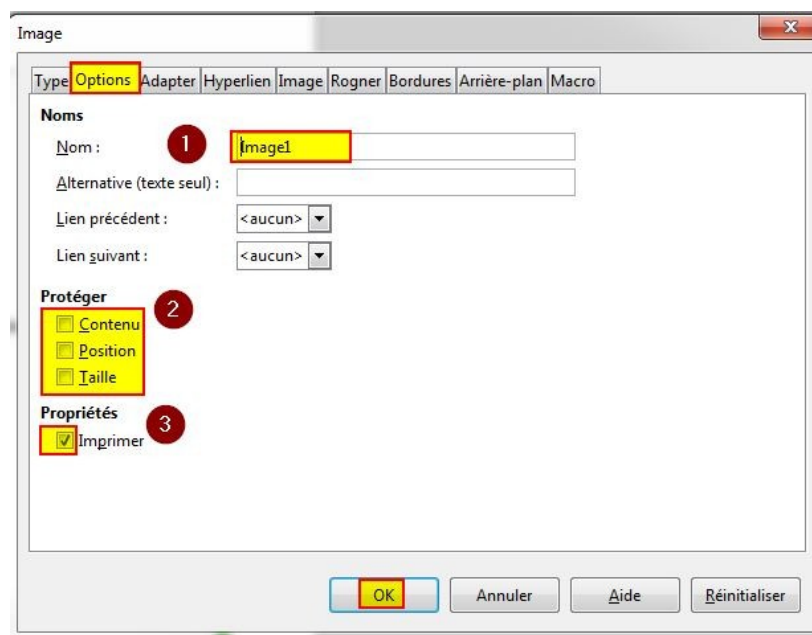 Image
Type Options Adapter Hyperlien Image Rogner Bordures Arrière-plan Macro
Noms
Nom : 1 Image1
Alternative (texte seul) :
Lien précédent : <aucun>
Lien suivant : <aucun>
Protéger 2
Contenu
Position
Taille
Propriétés
Imprimer 3
OK Annuler Aide Réinitialiser